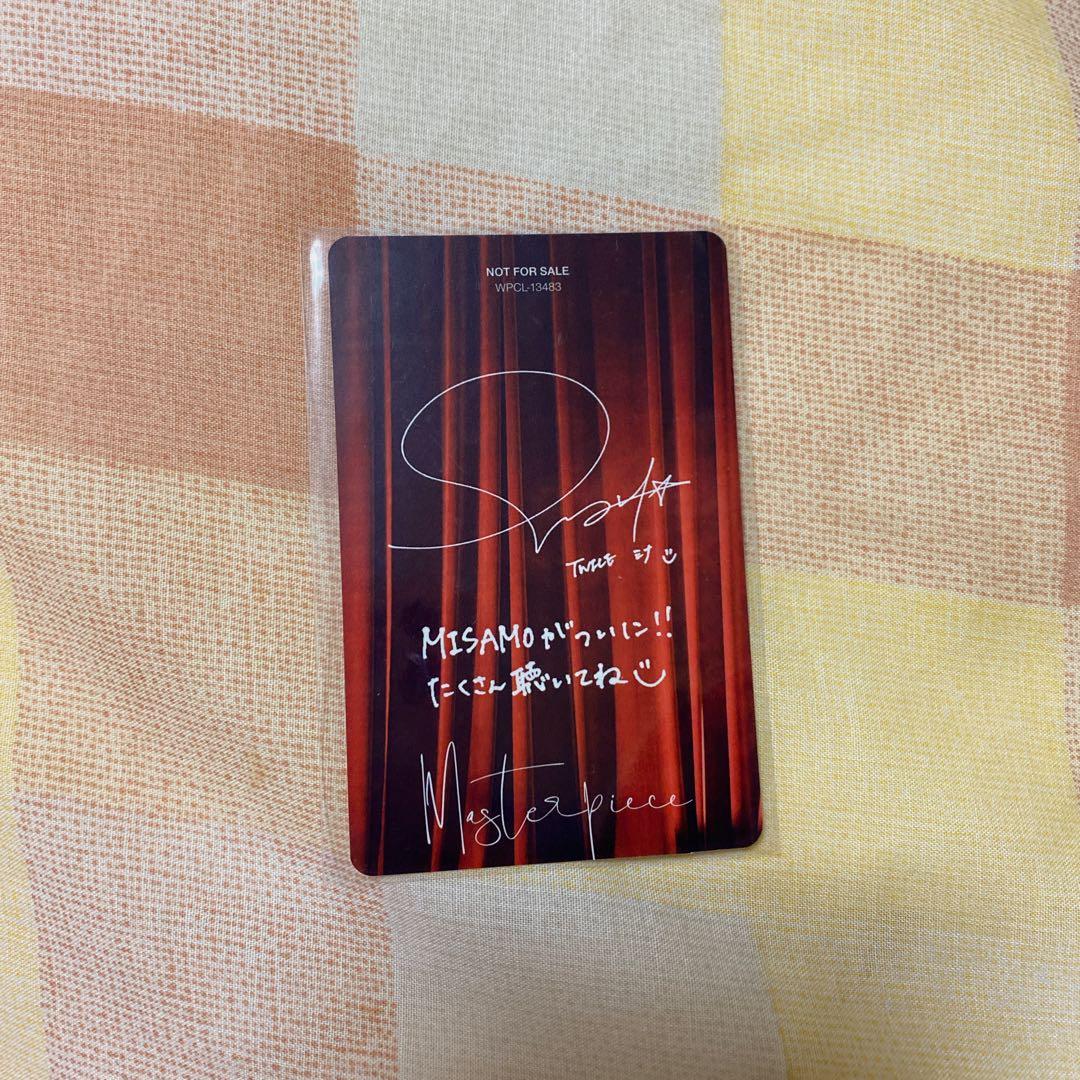 NOT FOR SALE
WPCL-13483
TWICE ミナ
MISAMOがついに!!
たくさん聴いてね
Masterpiece